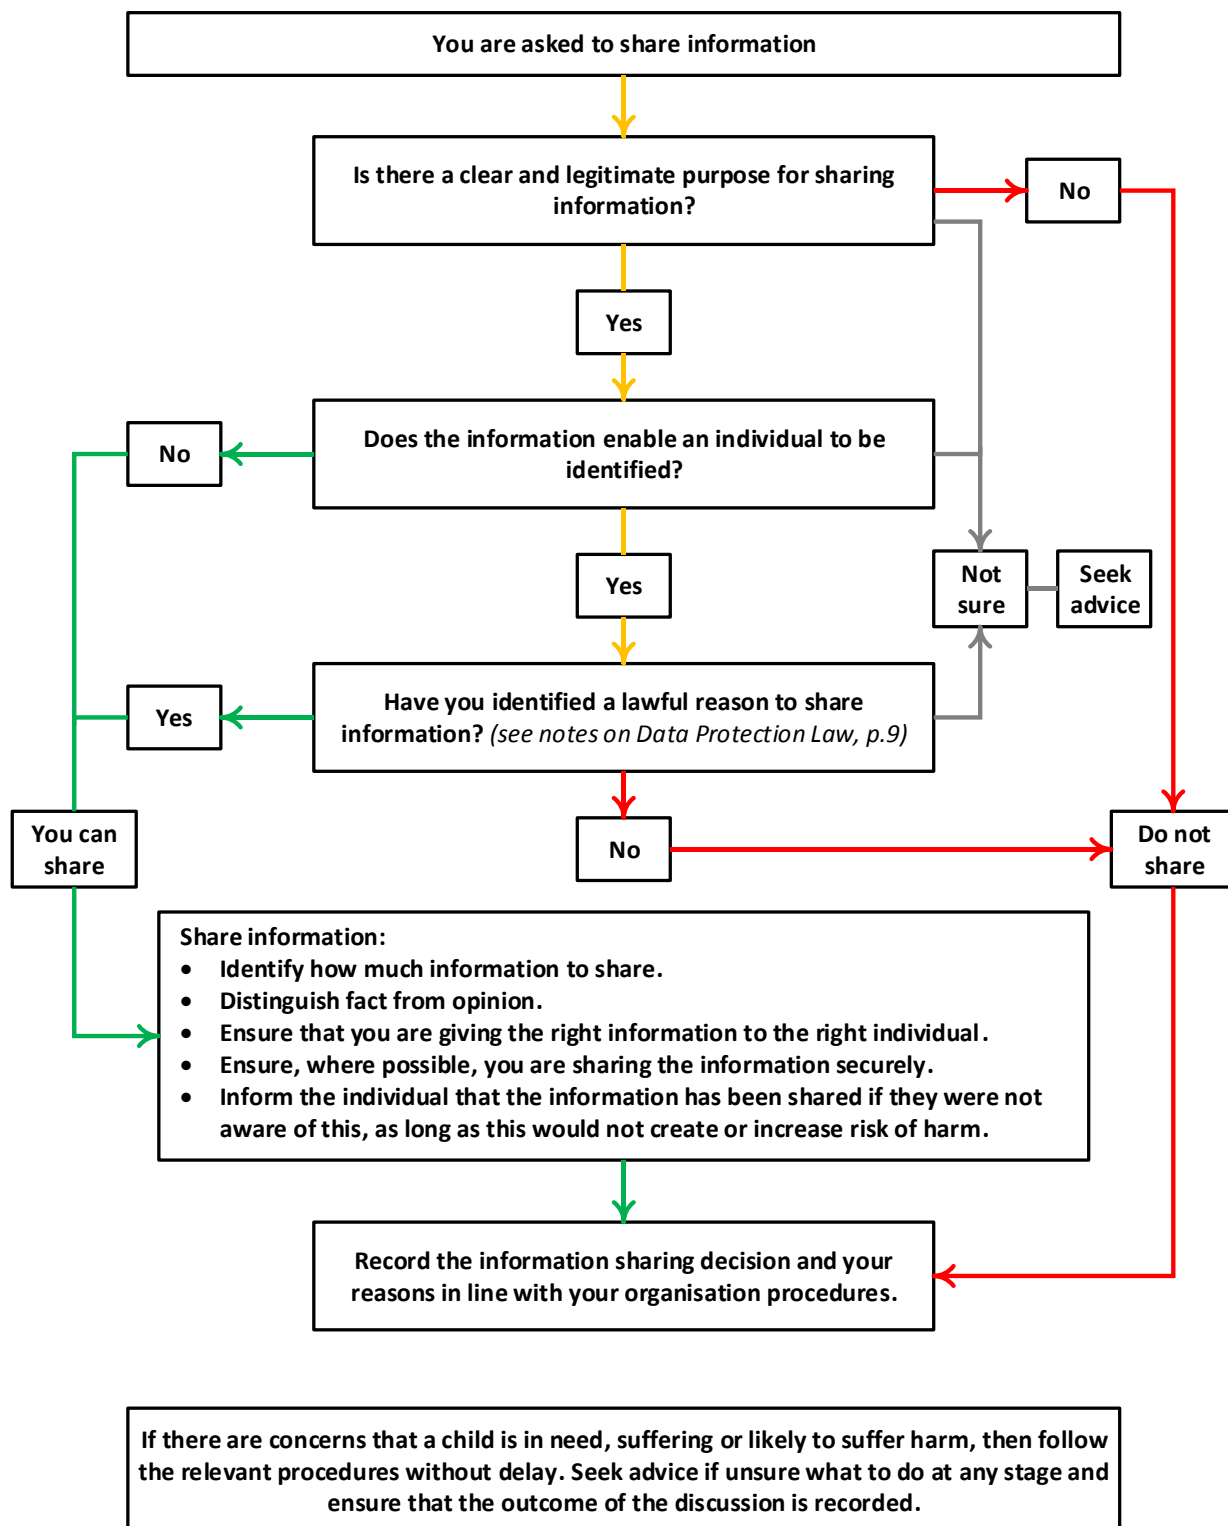 You are asked to share information
Is there a clear and legitimate purpose for sharing
information?
No
Yes
Does the information enable an individual to be
identified?
No
Yes
Not
sure
Seek
advice
Have you identified a lawful reason to share
information? (see notes on Data Protection Law, p.9)
Yes
No
You can
share
Do not
share
Share information:
• Identify how much information to share.
• Distinguish fact from opinion.
• Ensure that you are giving the right information to the right individual.
• Ensure, where possible, you are sharing the information securely.
• Inform the individual that the information has been shared if they were not
aware of this, as long as this would not create or increase risk of harm.
Record the information sharing decision and your
reasons in line with your organisation procedures.
If there are concerns that a child is in need, suffering or likely to suffer harm, then follow
the relevant procedures without delay. Seek advice if unsure what to do at any stage and
ensure that the outcome of the discussion is recorded.